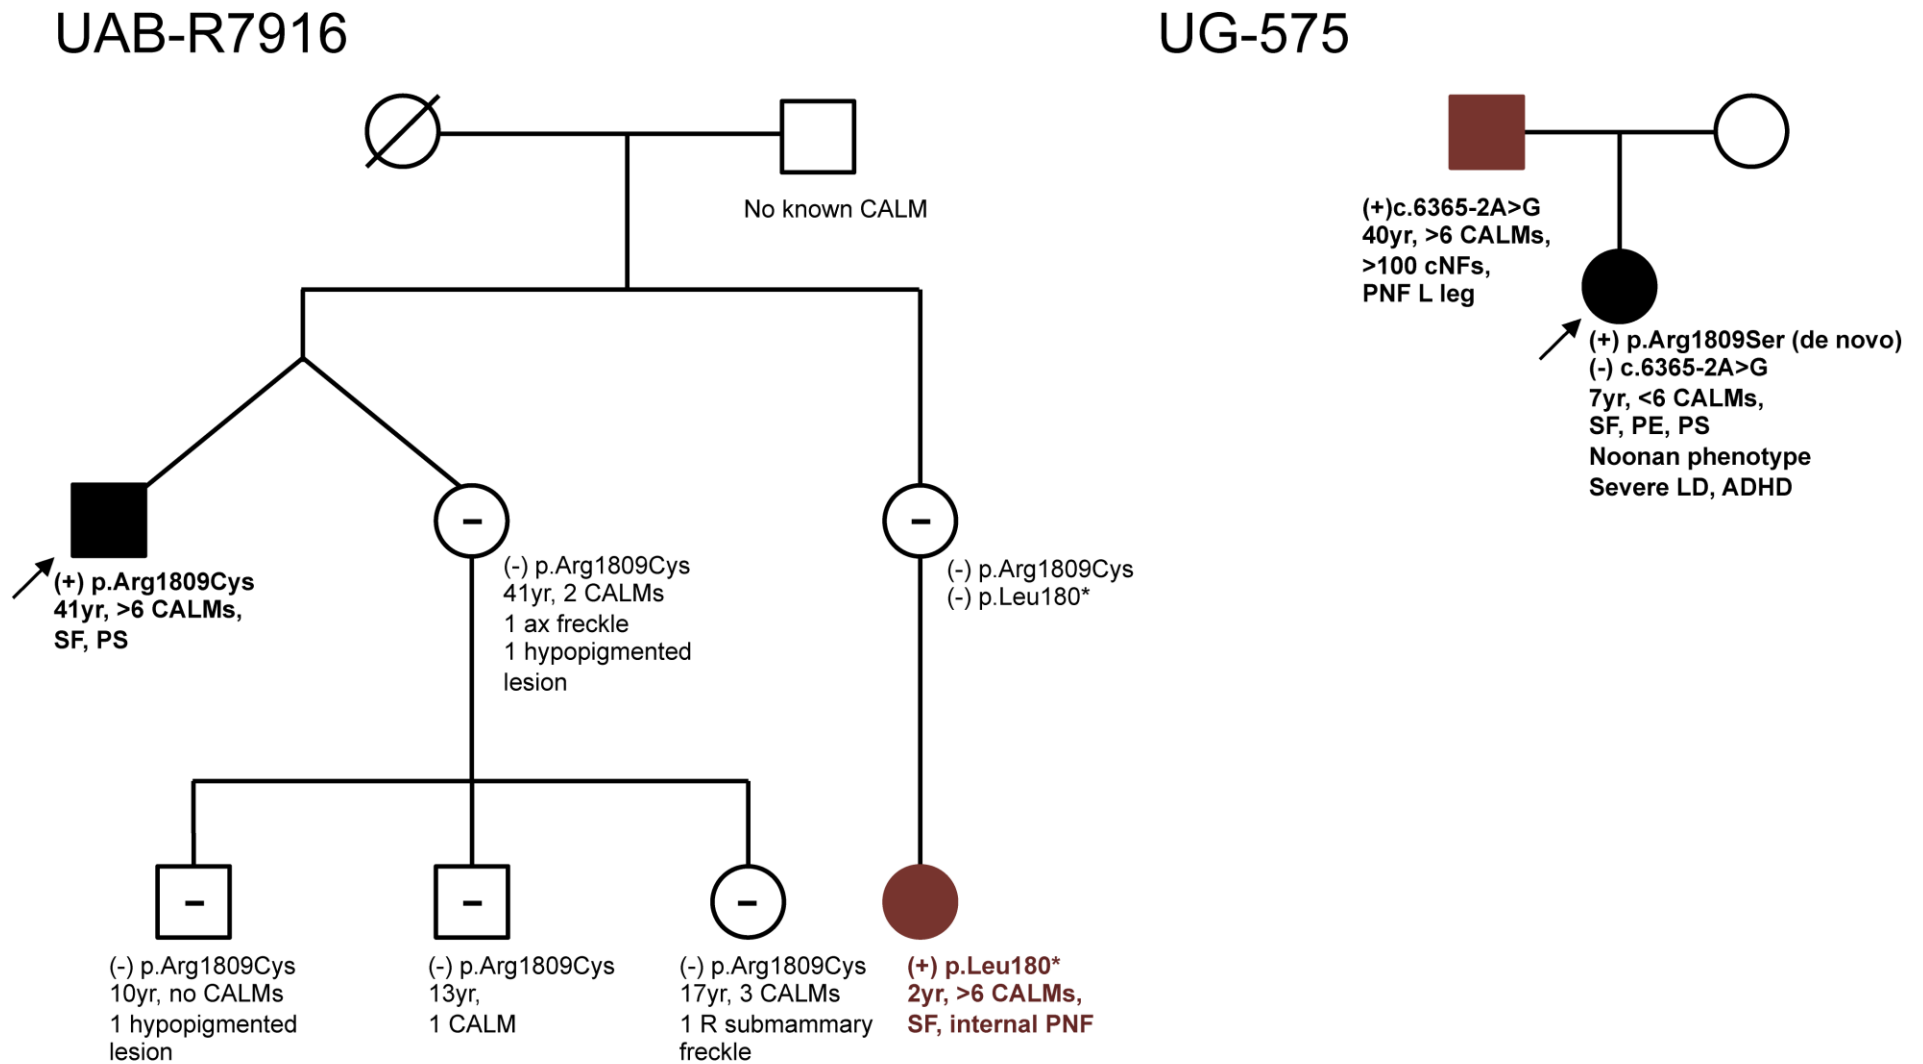 UAB-R7916
UG-575
No known CALM
(+)c.6365-2A>G
40yr, >6 CALMs,
>100 cNFs,
PNF L leg
(+) p.Arg1809Ser (de novo)
(-) c.6365-2A>G
7yr, <6 CALMs,
SF, PE, PS
Noonan phenotype
Severe LD, ADHD
(+) p.Arg1809Cys
41yr, >6 CALMs,
SF, PS
-
(-) p.Arg1809Cys
41yr, 2 CALMs
1 ax freckle
1 hypopigmented
lesion
-
(-) p.Arg1809Cys
(-) p.Leu180*
-
(-) p.Arg1809Cys
10yr, no CALMs
1 hypopigmented
lesion
-
(-) p.Arg1809Cys
13yr,
1 CALM
-
(-) p.Arg1809Cys
17yr, 3 CALMs
1 R submammary
freckle
(+) p.Leu180*
2yr, >6 CALMs,
SF, internal PNF